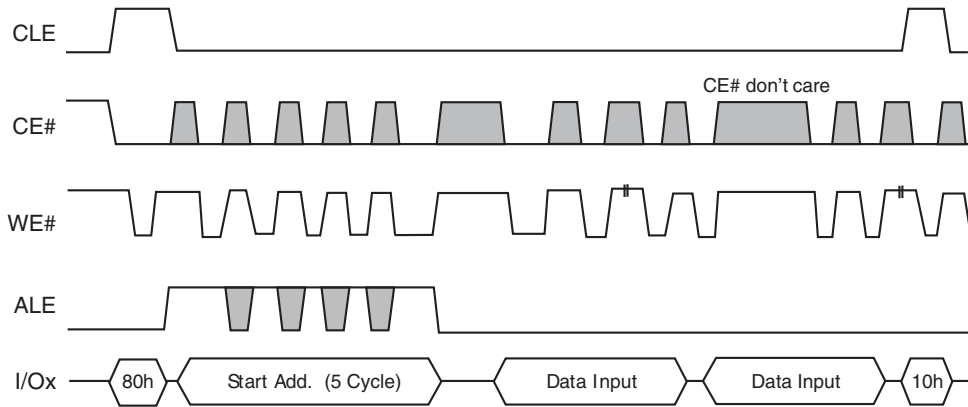 CLE
CE# don't care
CE#
WE#
ALE
I/Ox 80h Start Add. (5 Cycle) Data Input Data Input 10h